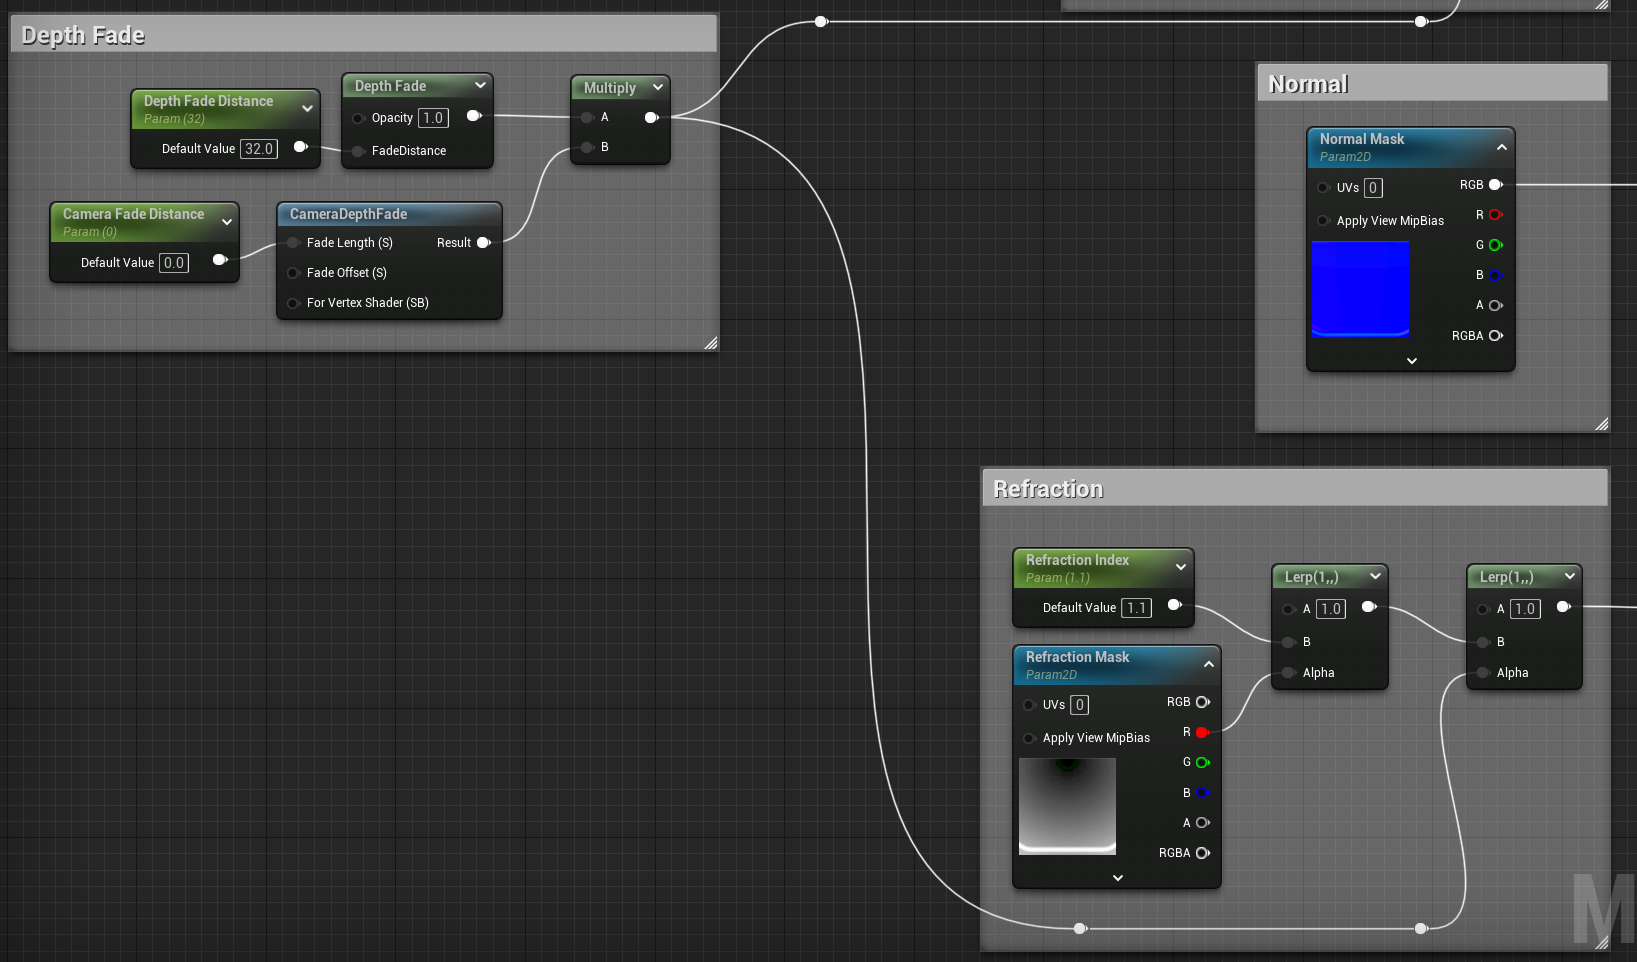 Depth Fade
Depth Fade Distance
Param (32)
Default Value 32.0
Depth Fade
Opacity 1.0
FadeDistance
Multiply
A
B
Camera Fade Distance
Param (0)
Default Value 0.0
CameraDepthFade
Fade Length (S) Result
Fade Offset (S)
For Vertex Shader (SB)
Normal
Normal Mask
Param2D
UVs 0 RGB
R
Apply View MipBias
G
B
A
RGBA
Refraction
Refraction Index
Param (1.1)
Default Value 1.1
Refraction Mask
Param2D
UVs 0 RGB
R
Apply View MipBias
G
B
A
RGBA
Lerp(1,,)
A 1.0
B
Alpha
Lerp(1,,)
A 1.0
B
Alpha
M